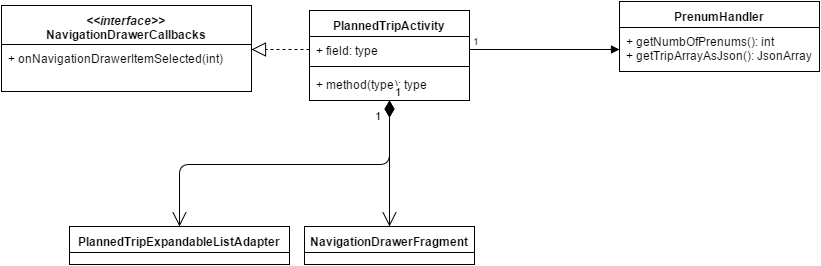 <<interface>>
NavigationDrawerCallbacks
+ onNavigationDrawerItemSelected(int)
PlannedTripActivity
+ field: type
+ method(type): type
1
1
1
PrenumHandler
+ getNumbOfPrenums(): int
+ getTripArrayAsJson(): JsonArray
PlannedTripExpandableListAdapter
NavigationDrawerFragment